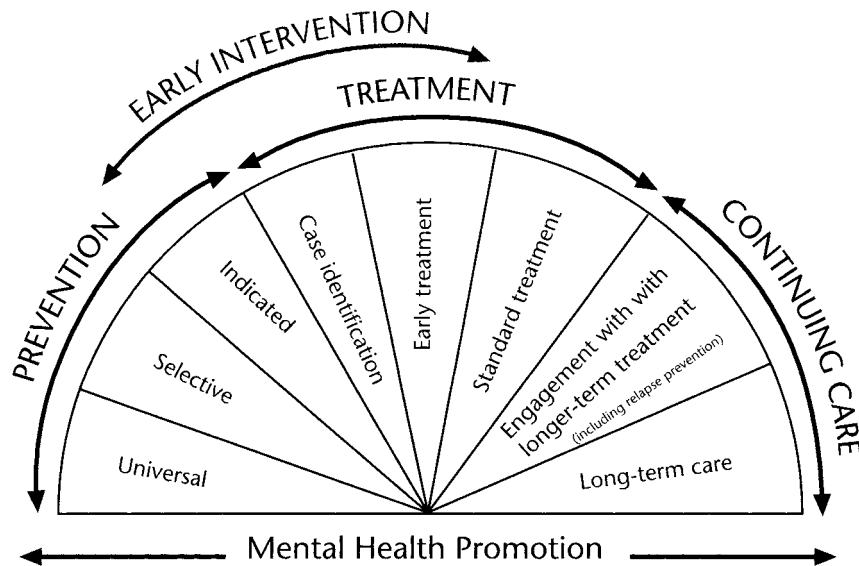 EARLY INTERVENTION
TREATMENT
PREVENTION
CONTINUING CARE
Universal
Selective
Indicated
Case identification
Early treatment
Standard treatment
Engagement with with
longer-term treatment
(including relapse prevention)
Long-term care
Mental Health Promotion